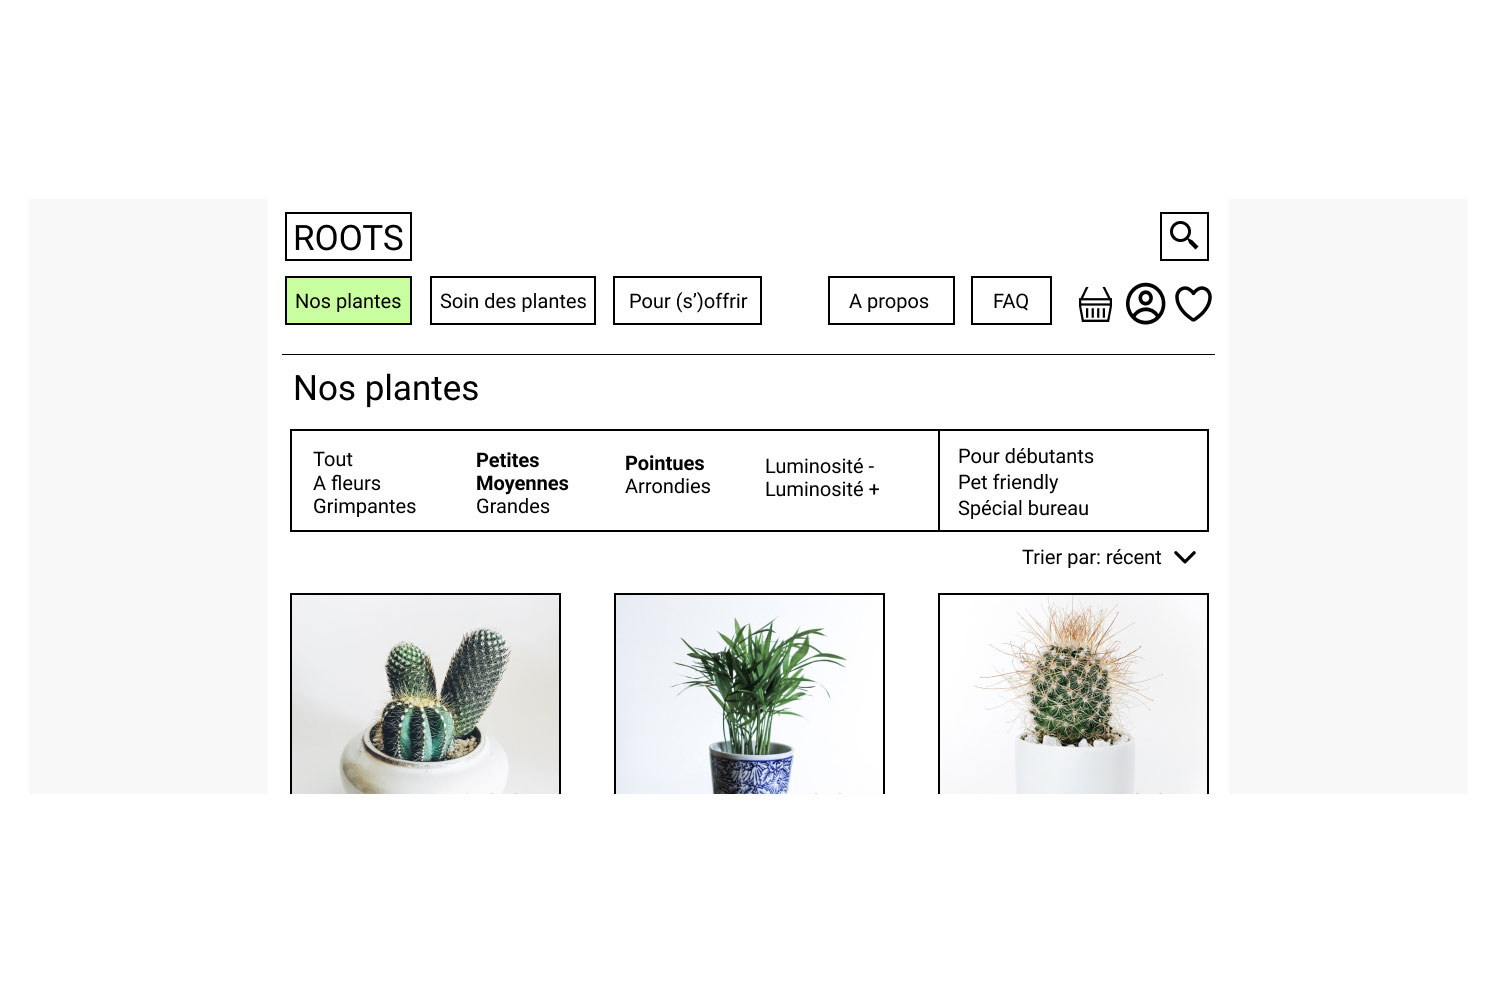 ROOTS
Nos plantes
Soin des plantes
Pour (s’)offrir
A propos
FAQ
Nos plantes
Tout
A fleurs
Grimpantes
Petites
Moyennes
Grandes
Pointues
Arrondies
Luminosité -
Luminosité +
Pour débutants
Pet friendly
Spécial bureau
Trier par: récent